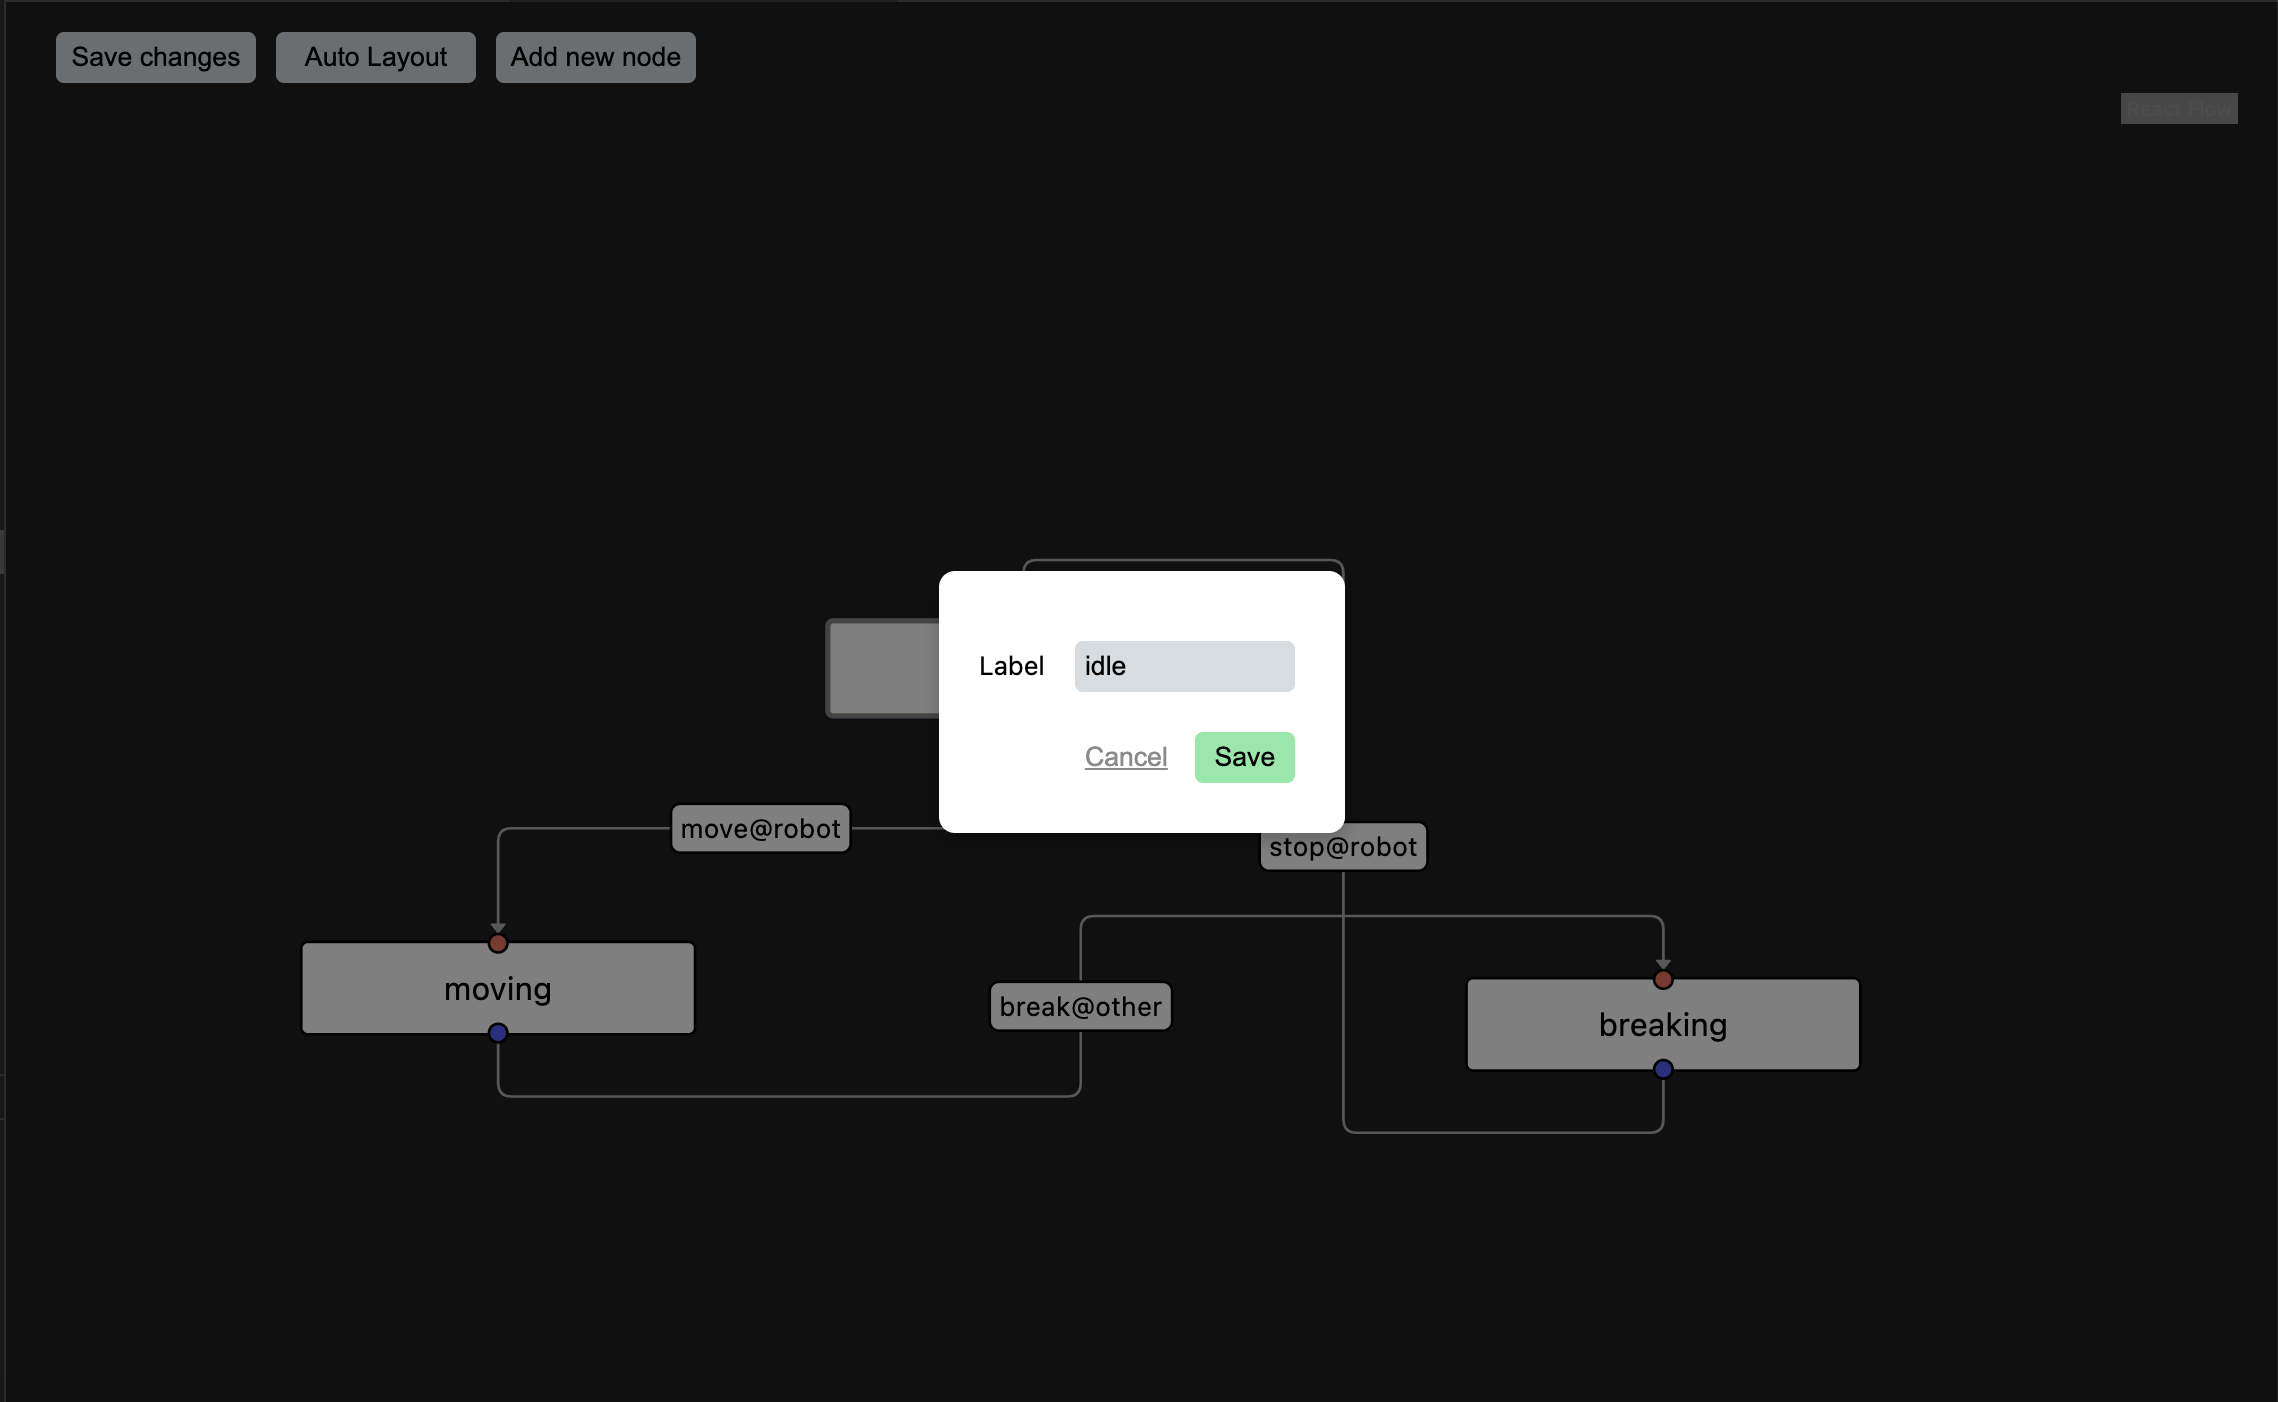 Save changes
Auto Layout
Add new node
React Flow
Label
idle
Cancel
Save
move@robot
stop@robot
moving
break@other
breaking